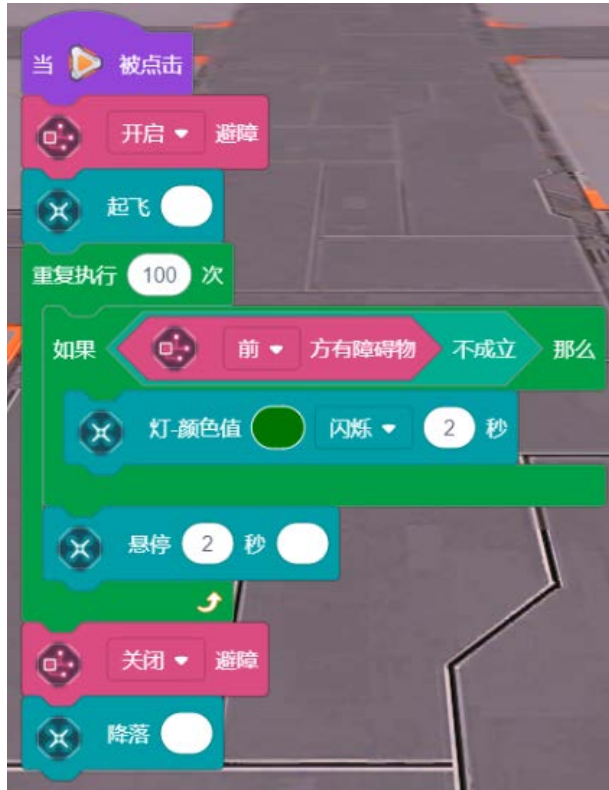 当 被点击
开启 避障
起飞
重复执行 100 次
如果 前 方有障碍物 不成立 那么
灯-颜色值 闪烁 2 秒
悬停 2 秒
关闭 避障
降落